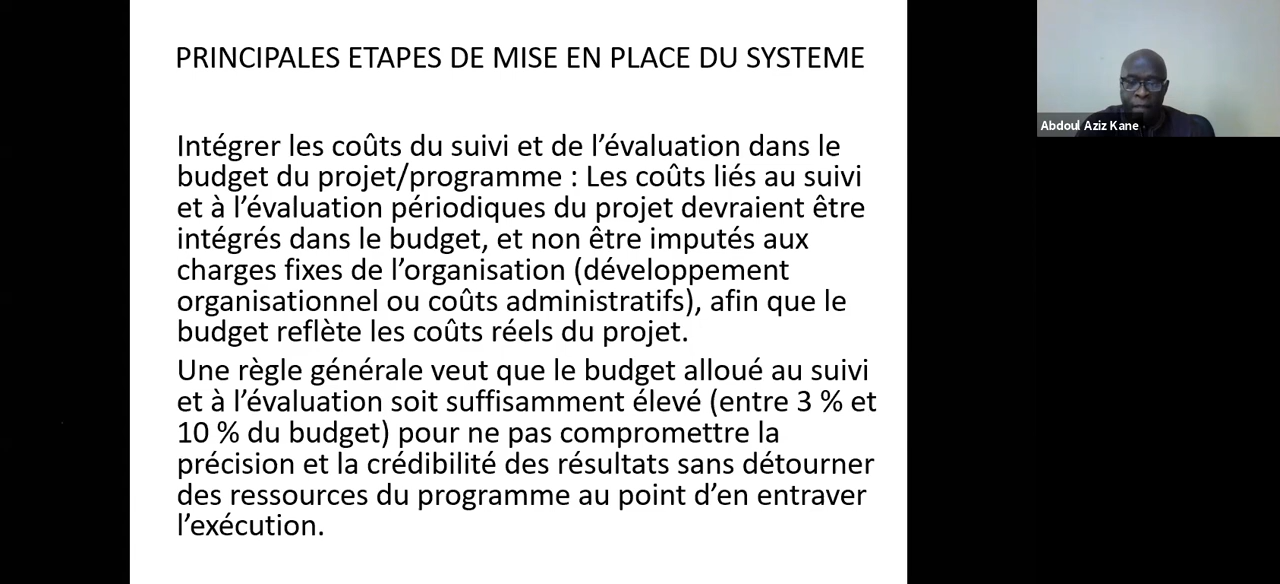 PRINCIPALES ETAPES DE MISE EN PLACE DU SYSTEME
Intégrer les coûts du suivi et de l’évaluation dans le
budget du projet/programme : Les coûts liés au suivi
et à l’évaluation périodiques du projet devraient être
intégrés dans le budget, et non être imputés aux
charges fixes de l’organisation (développement
organisationnel ou coûts administratifs), afin que le
budget reflète les coûts réels du projet.
Une règle générale veut que le budget alloué au suivi
et à l’évaluation soit suffisamment élevé (entre 3 % et
10 % du budget) pour ne pas compromettre la
précision et la crédibilité des résultats sans détourner
des ressources du programme au point d’en entraver
l’exécution.
Abdoul Aziz Kane